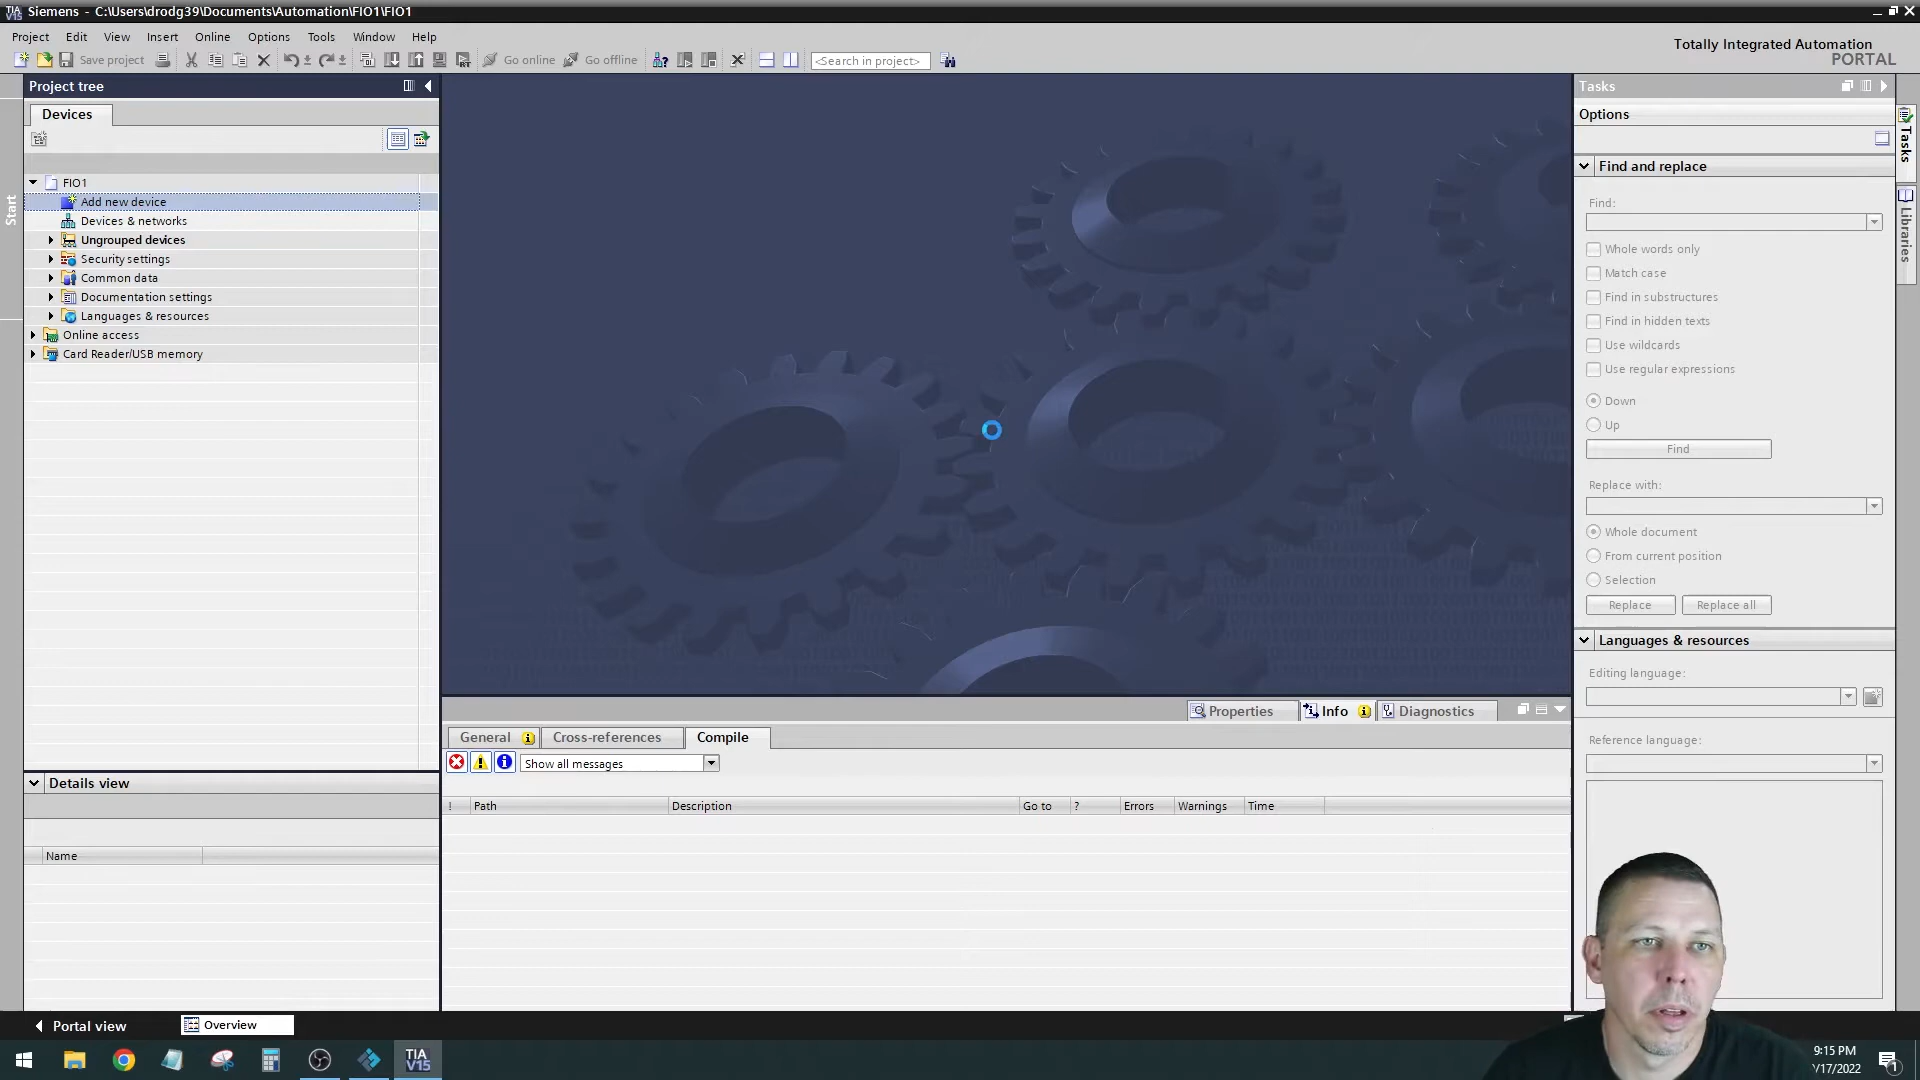 TIA V15 Siemens - C:\Users\drodg39\Documents\Automation\FIO1\FIO1
Project Edit View Insert Online Options Tools Window Help
Totally Integrated Automation
PORTAL
Save project Go online Go offline <Search in project>
Project tree
Devices
Start
FIO1
Add new device
Devices & networks
Ungrouped devices
Security settings
Common data
Documentation settings
Languages & resources
Online access
Card Reader/USB memory
Details view
Name
Properties Info Diagnostics
General Cross-references Compile
Show all messages
! Path Description Go to ? Errors Warnings Time
Tasks
Options
Find and replace
Find:
Whole words only
Match case
Find in substructures
Find in hidden texts
Use wildcards
Use regular expressions
Down
Up
Find
Replace with:
Whole document
From current position
Selection
Replace Replace all
Languages & resources
Editing language:
Reference language:
Tasks
Libraries
Portal view Overview
TIA
V15
9:15 PM
/17/2022
1